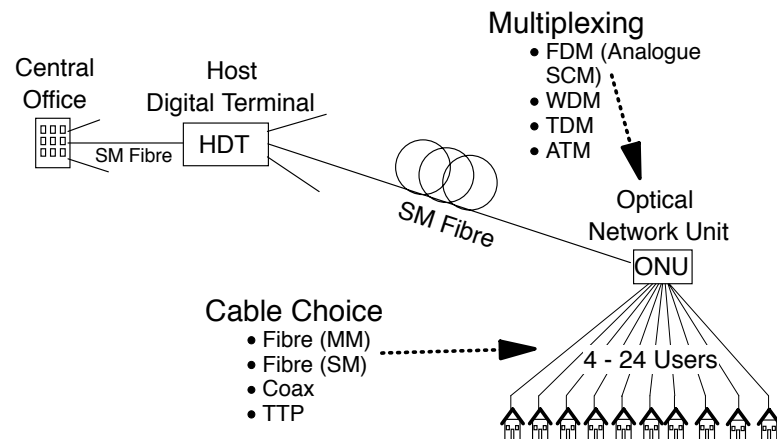 Multiplexing
• FDM (Analogue
SCM)
• WDM
• TDM
• ATM
Central
Office
Host
Digital Terminal
HDT
SM Fibre
SM Fibre
Optical
Network Unit
ONU
Cable Choice
• Fibre (MM)
• Fibre (SM)
• Coax
• TTP
4 - 24 Users